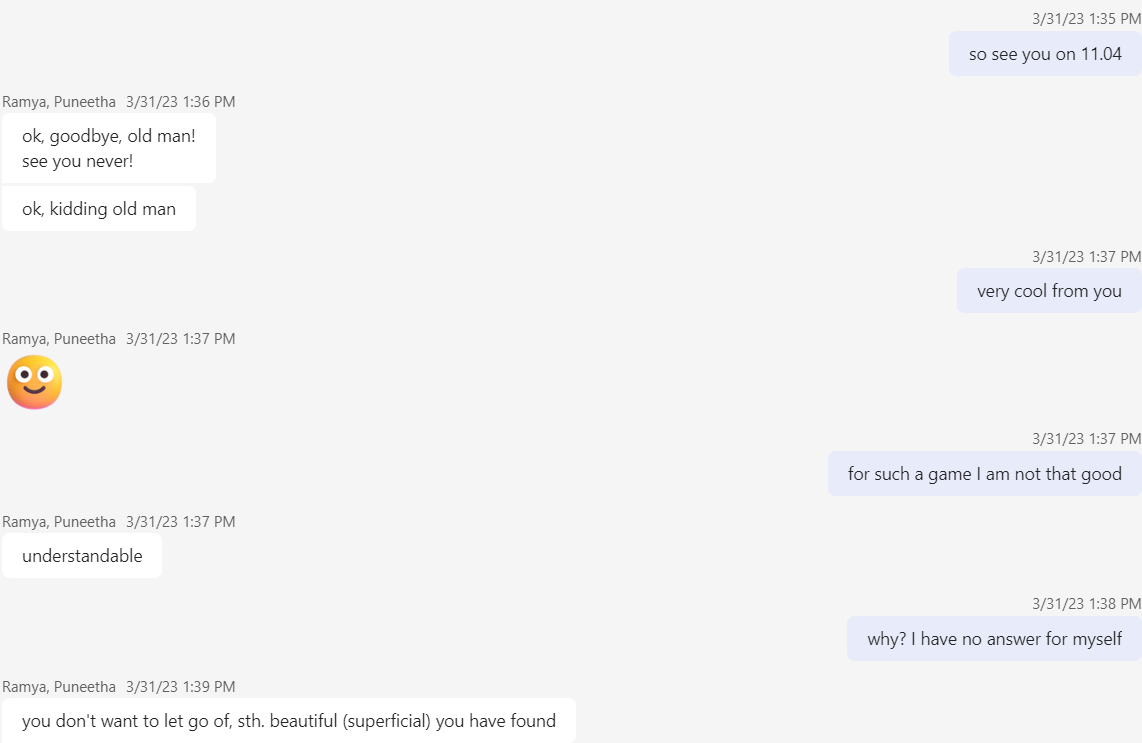 3/31/23 1:35 PM
so see you on 11.04
Ramya, Puneetha 3/31/23 1:36 PM
ok, goodbye, old man!
see you never!
ok, kidding old man
3/31/23 1:37 PM
very cool from you
Ramya, Puneetha 3/31/23 1:37 PM
3/31/23 1:37 PM
for such a game I am not that good
Ramya, Puneetha 3/31/23 1:37 PM
understandable
3/31/23 1:38 PM
why? I have no answer for myself
Ramya, Puneetha 3/31/23 1:39 PM
you don't want to let go of, sth. beautiful (superficial) you have found